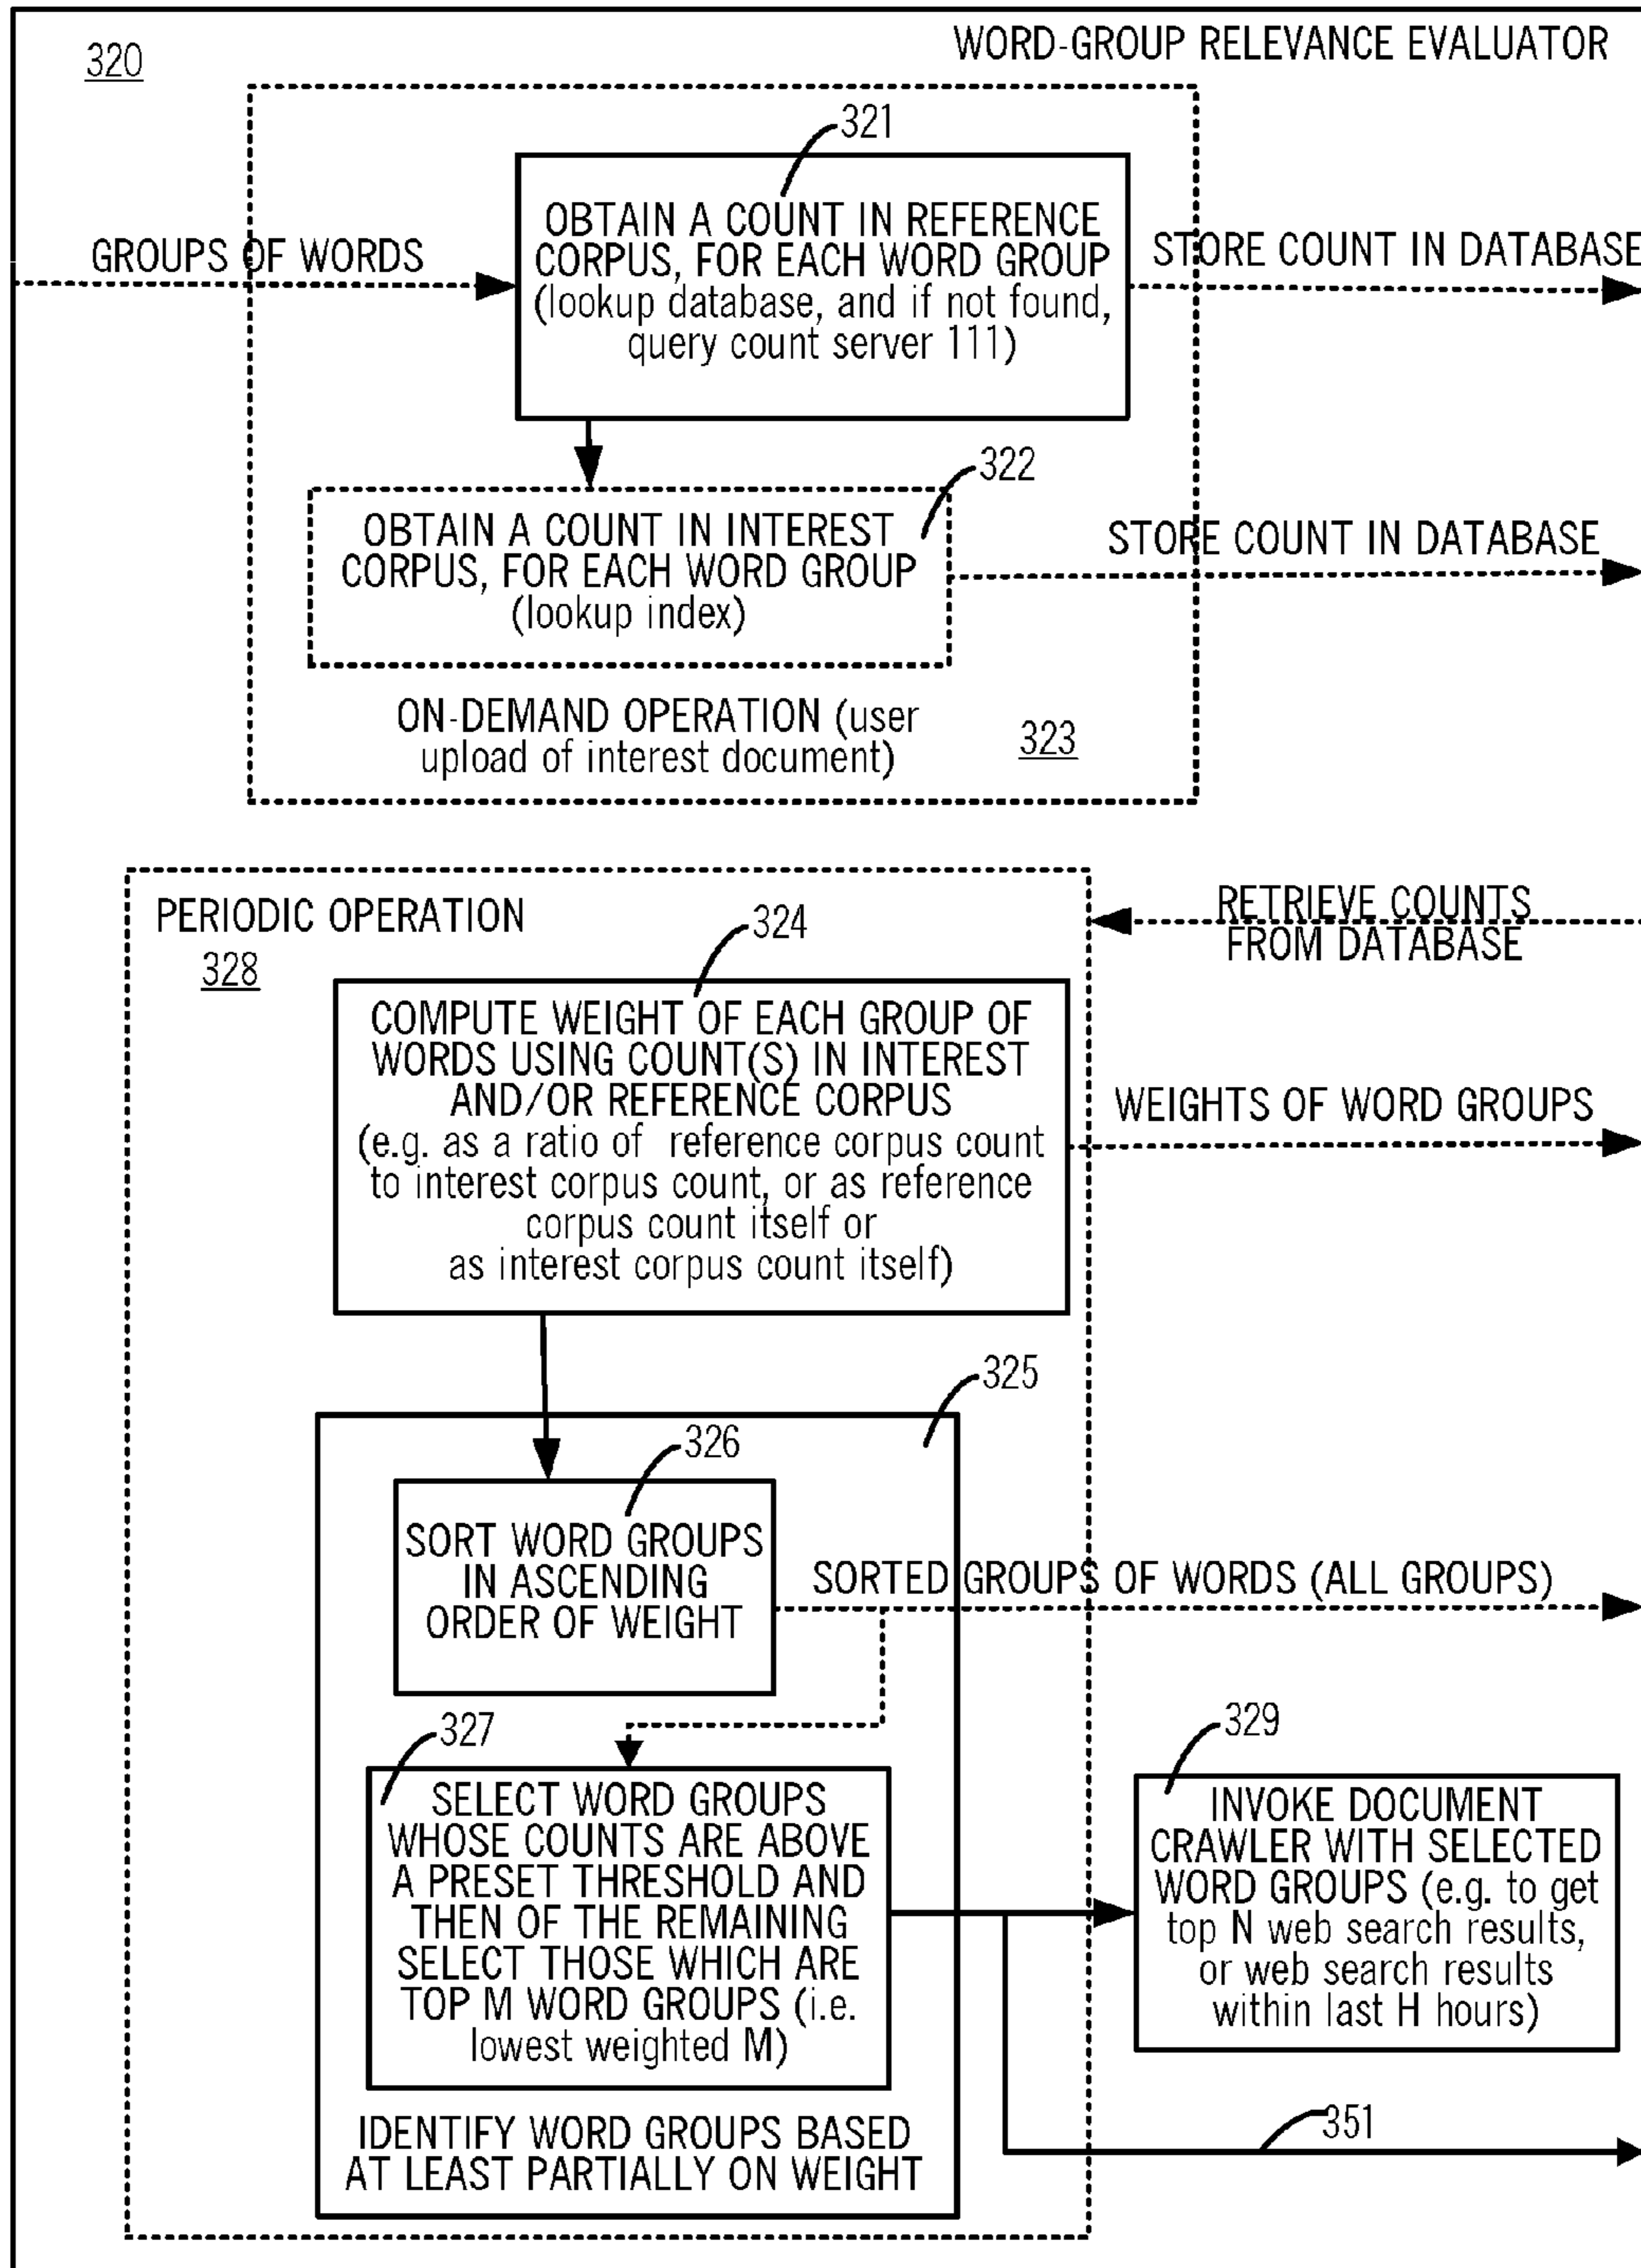 320
WORD-GROUP RELEVANCE EVALUATOR
321
GROUPS OF WORDS
OBTAIN A COUNT IN REFERENCE
CORPUS, FOR EACH WORD GROUP
(lookup database, and if not found,
query count server 111)
STORE COUNT IN DATABASE
322
OBTAIN A COUNT IN INTEREST
CORPUS, FOR EACH WORD GROUP
(lookup index)
STORE COUNT IN DATABASE
ON-DEMAND OPERATION (user
upload of interest document)
323
PERIODIC OPERATION
328
RETRIEVE COUNTS
FROM DATABASE
324
COMPUTE WEIGHT OF EACH GROUP OF
WORDS USING COUNT(S) IN INTEREST
AND/OR REFERENCE CORPUS
(e.g. as a ratio of reference corpus count
to interest corpus count, or as reference
corpus count itself or
as interest corpus count itself)
WEIGHTS OF WORD GROUPS
325
326
SORT WORD GROUPS
IN ASCENDING
ORDER OF WEIGHT
SORTED GROUPS OF WORDS (ALL GROUPS)
327
SELECT WORD GROUPS
WHOSE COUNTS ARE ABOVE
A PRESET THRESHOLD AND
THEN OF THE REMAINING
SELECT THOSE WHICH ARE
TOP M WORD GROUPS (i.e.
lowest weighted M)
329
INVOKE DOCUMENT
CRAWLER WITH SELECTED
WORD GROUPS (e.g. to get
top N web search results,
or web search results
within last H hours)
IDENTIFY WORD GROUPS BASED
AT LEAST PARTIALLY ON WEIGHT
351